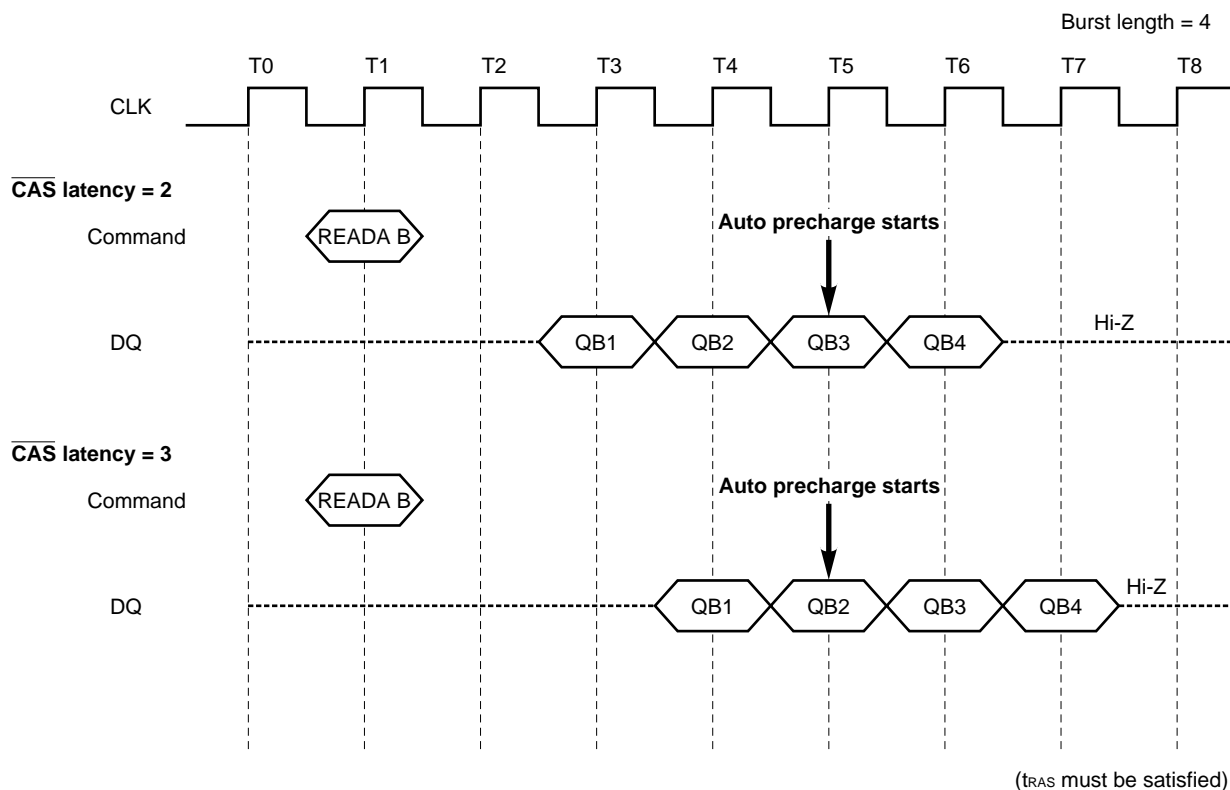 Burst length = 4
T0 T1 T2 T3 T4 T5 T6 T7 T8
CLK
CAS latency = 2
Command READA B
Auto precharge starts
DQ QB1 QB2 QB3 QB4 Hi-Z
CAS latency = 3
Command READA B
Auto precharge starts
DQ QB1 QB2 QB3 QB4 Hi-Z
(tRAS must be satisfied)